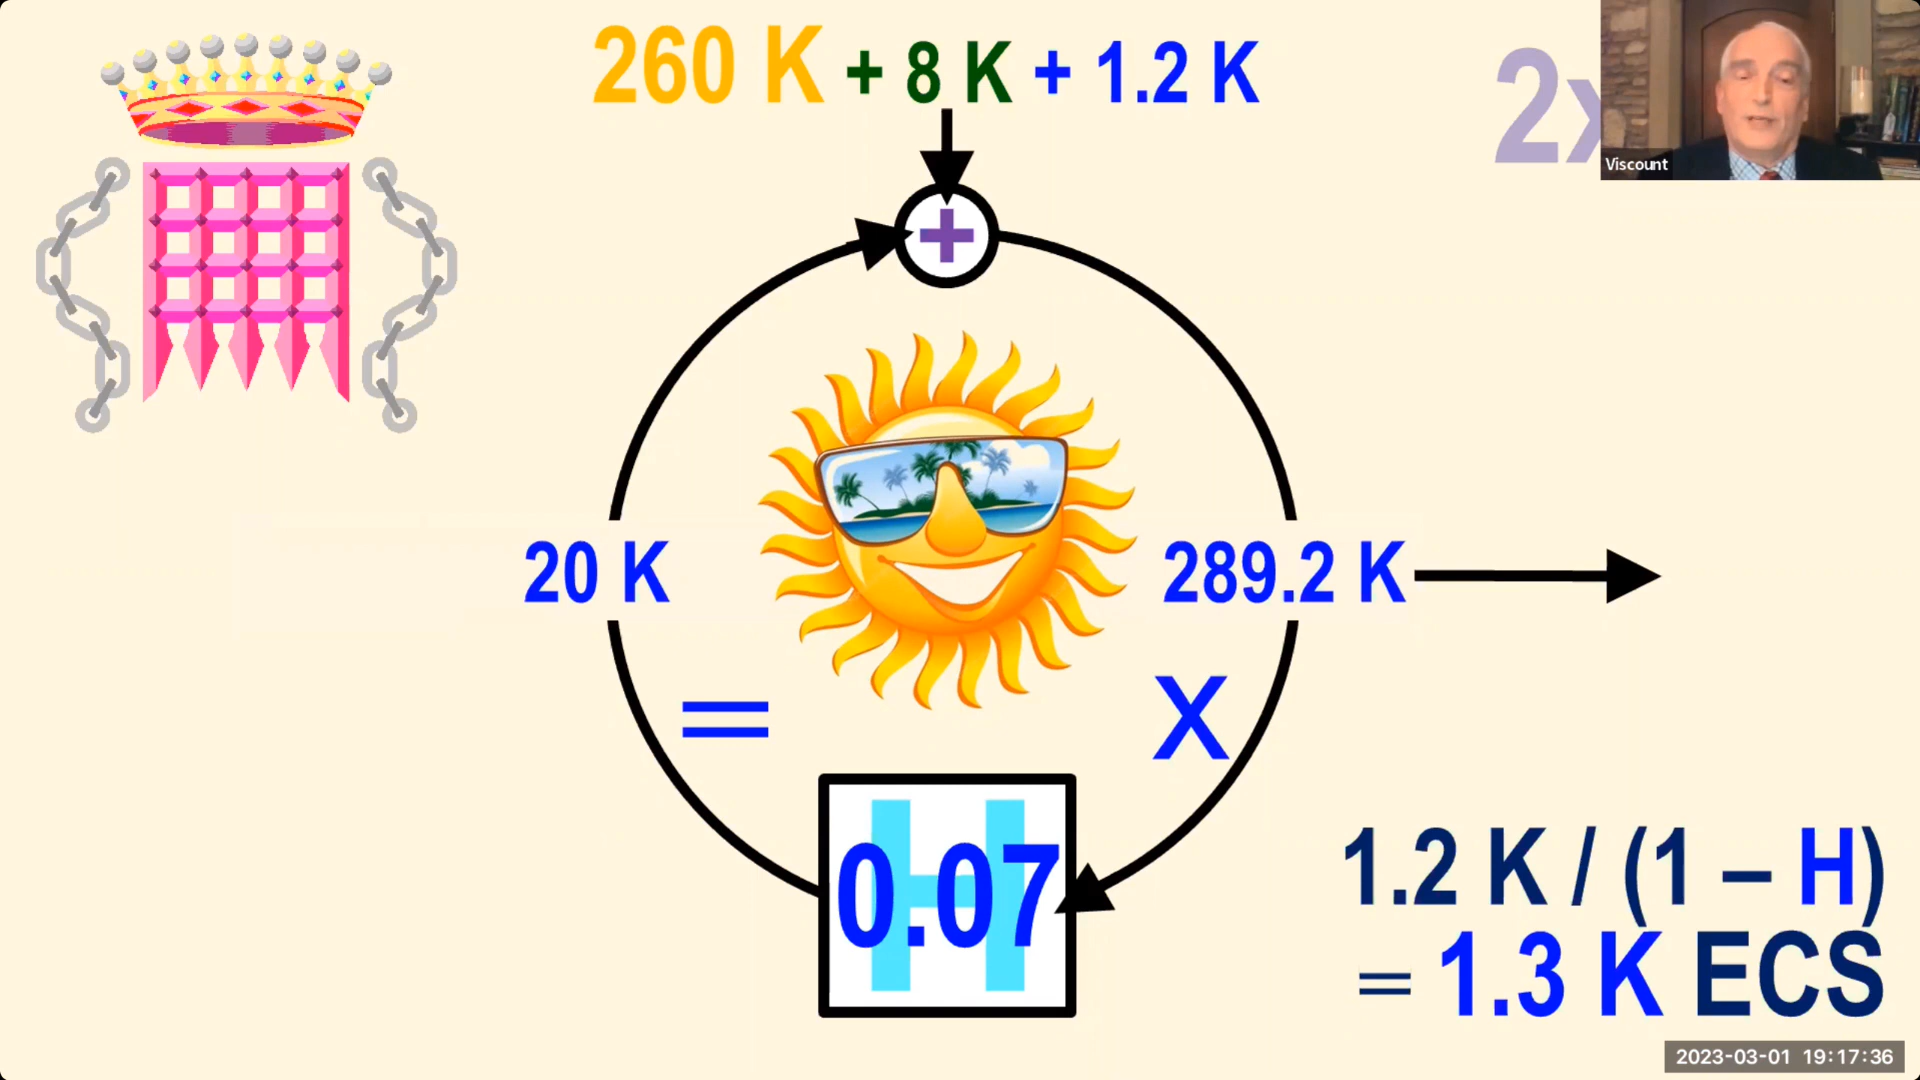 260 K + 8 K + 1.2 K
2x
Viscount
+
20 K
289.2 K
=
X
H
0.07
1.2 K / (1 – H)
= 1.3 K ECS
2023-03-01 19:17:36